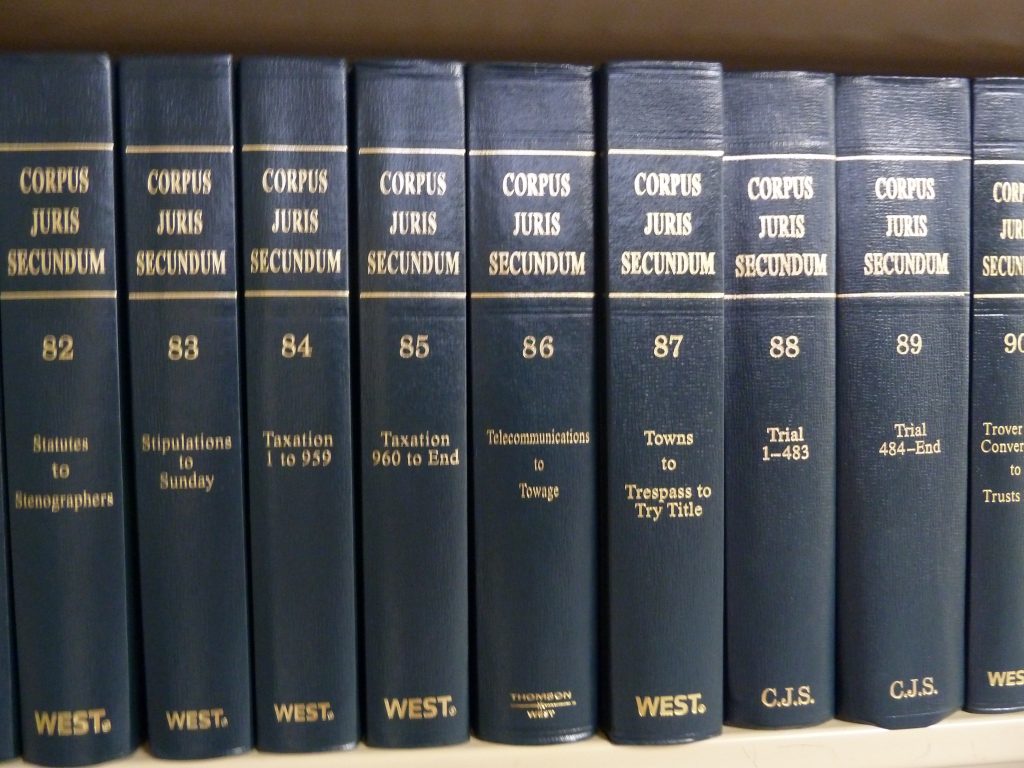 CORPUS
JURIS
SECUNDUM
82
Statutes
to
Stenographers
WEST
CORPUS
JURIS
SECUNDUM
83
Stipulations
to
Sunday
WEST
CORPUS
JURIS
SECUNDUM
84
Taxation
1 to 959
WEST
CORPUS
JURIS
SECUNDUM
85
Taxation
960 to End
WEST
CORPUS
JURIS
SECUNDUM
86
Telecommunications
to
Towage
THOMSON
WEST
CORPUS
JURIS
SECUNDUM
87
Towns
to
Trespass to
Try Title
WEST
CORPUS
JURIS
SECUNDUM
88
Trial
1–483
C.J.S.
CORPUS
JURIS
SECUNDUM
89
Trial
484–End
C.J.S.
90
Trover
to
Trusts